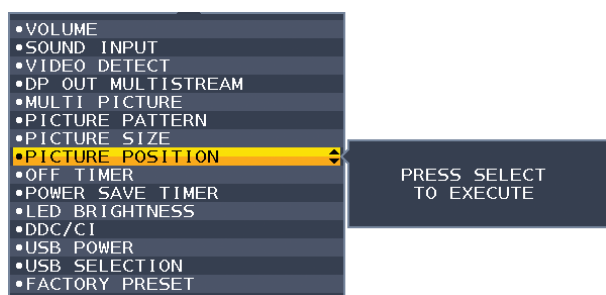 •VOLUME
•SOUND INPUT
•VIDEO DETECT
•DP OUT MULTISTREAM
•MULTI PICTURE
•PICTURE PATTERN
•PICTURE SIZE
•PICTURE POSITION
•OFF TIMER
•POWER SAVE TIMER
•LED BRIGHTNESS
•DDC/CI
•USB POWER
•USB SELECTION
•FACTORY PRESET
PRESS SELECT
TO EXECUTE